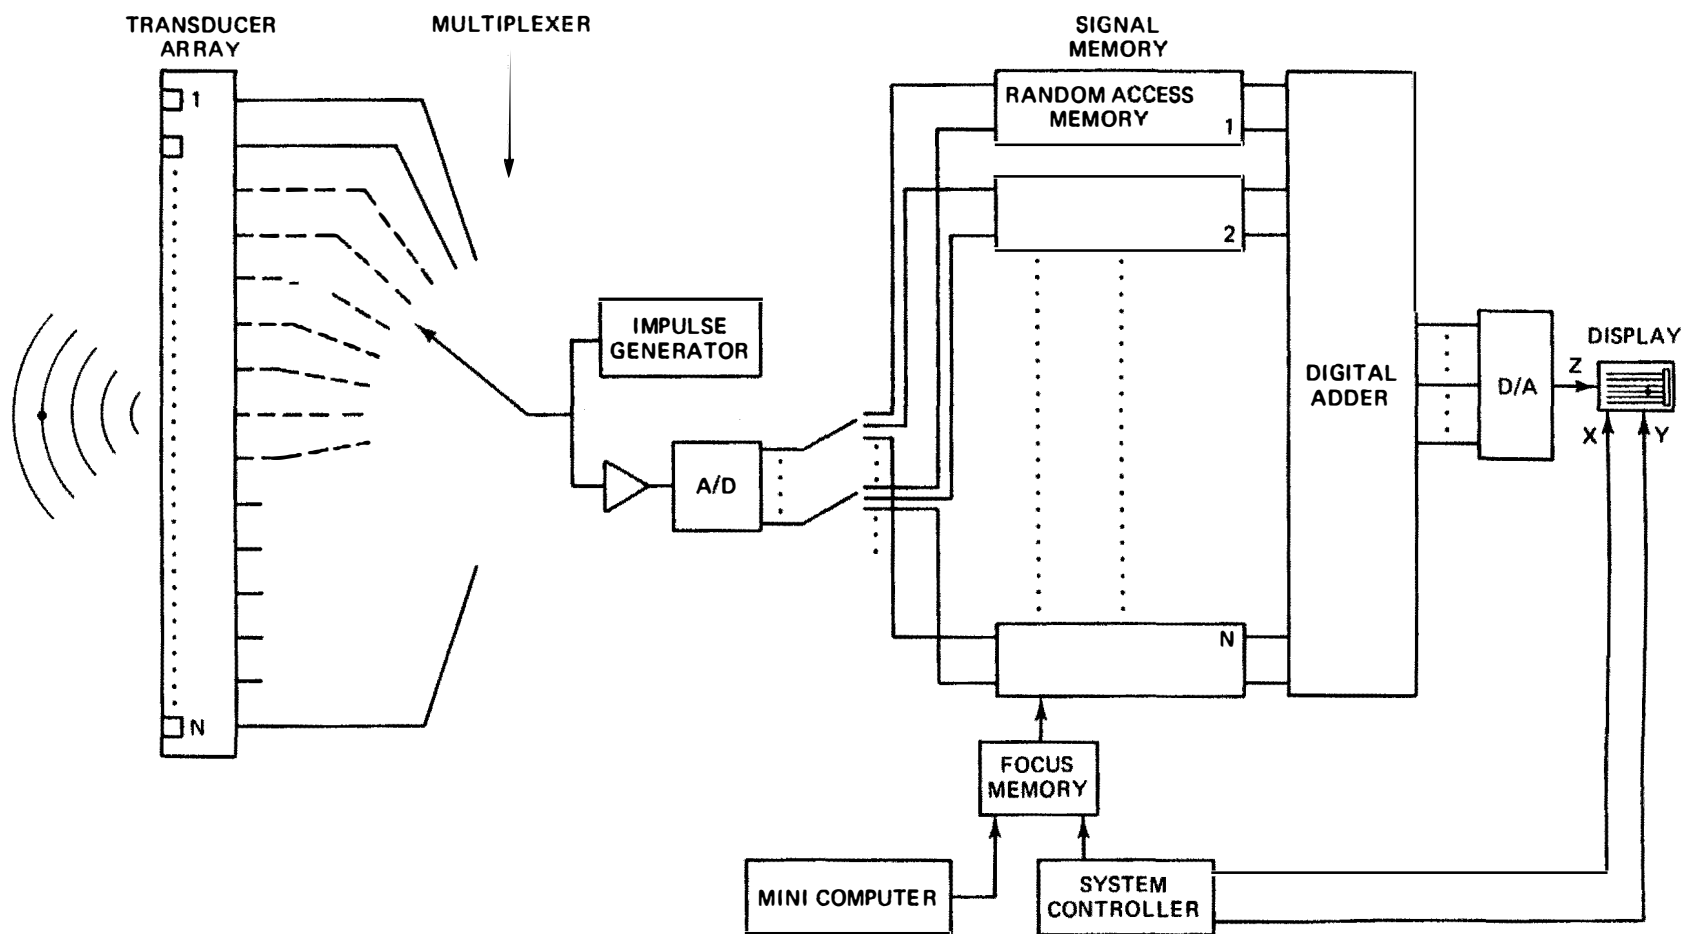 TRANSDUCER
ARRAY
MULTIPLEXER
SIGNAL
MEMORY
1
N
IMPULSE
GENERATOR
A/D
RANDOM ACCESS
MEMORY
1
2
N
DIGITAL
ADDER
D/A
Z
DISPLAY
X
Y
FOCUS
MEMORY
MINI COMPUTER
SYSTEM
CONTROLLER